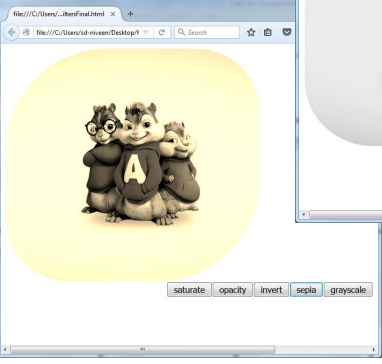 file:///C:/Users/...iltersFinal.html
file:///C:/Users/sd-niveen/Desktop/f
Search
A
saturate opacity invert sepia grayscale